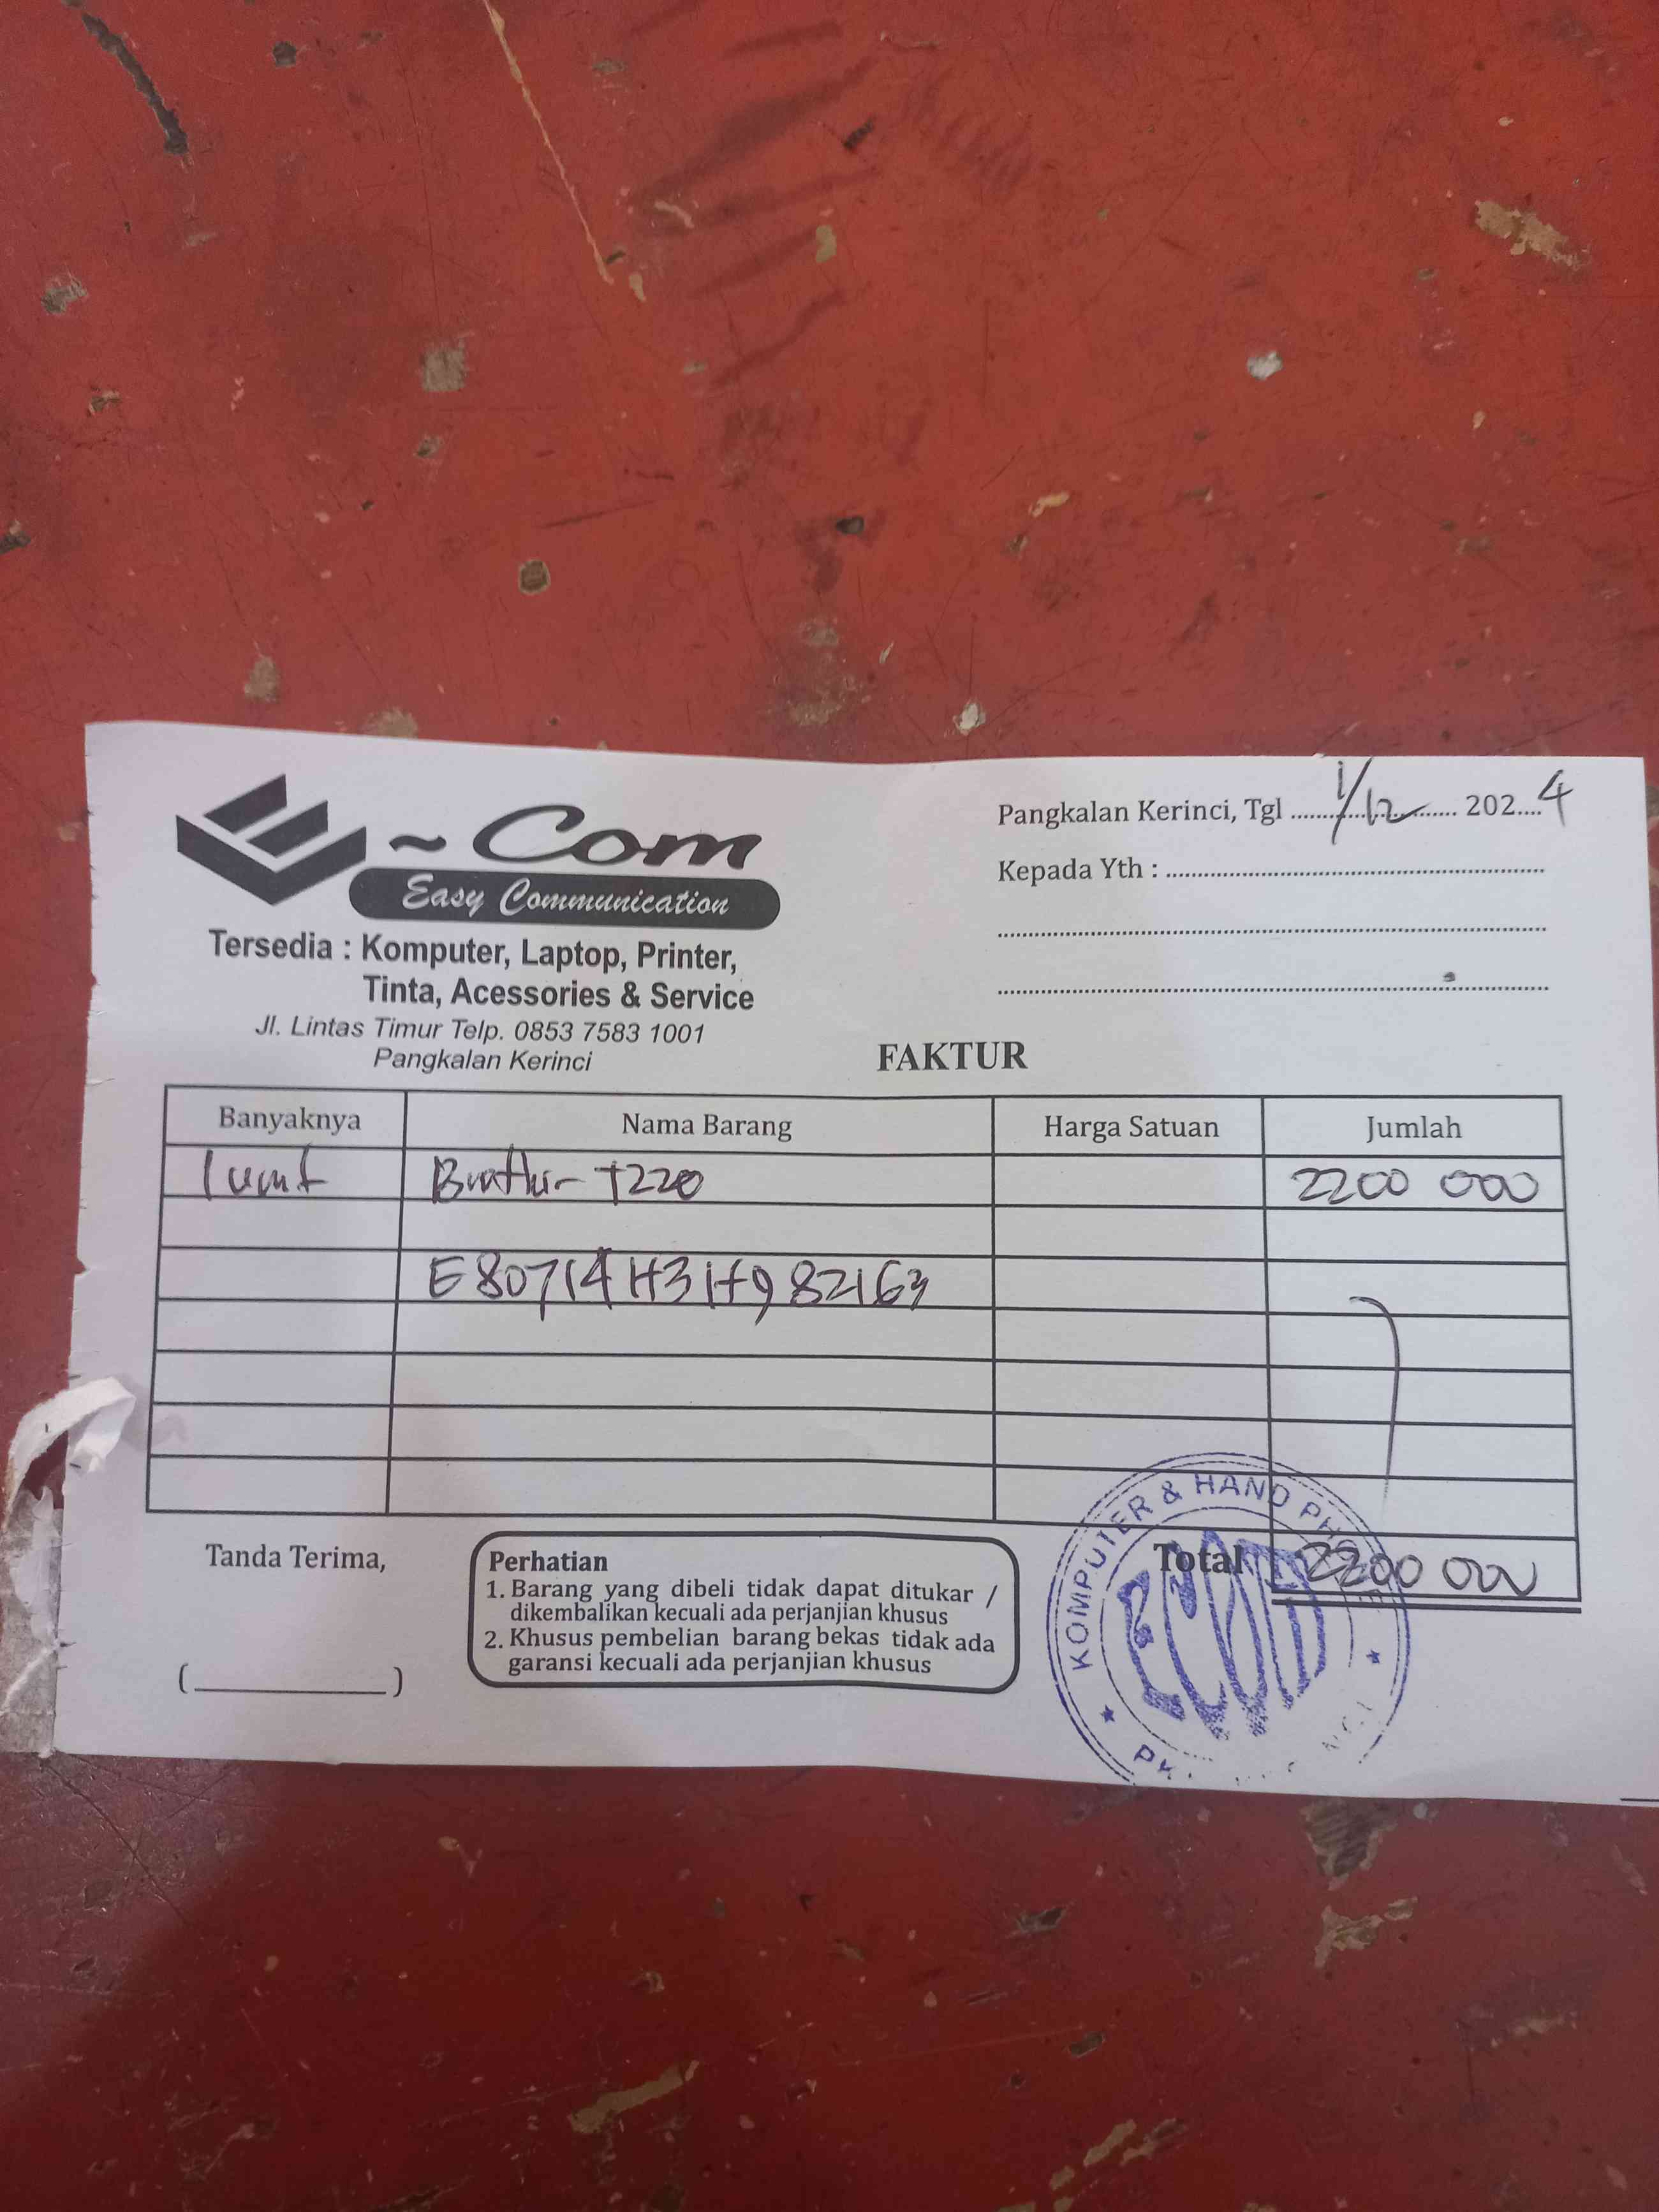 E~Com
Easy Communication
Tersedia : Komputer, Laptop, Printer,
Tinta, Acessories & Service
Jl. Lintas Timur Telp. 0853 7583 1001
Pangkalan Kerinci
Pangkalan Kerinci, Tgl 1/12 2024
Kepada Yth :
FAKTUR
Banyaknya Nama Barang Harga Satuan Jumlah
1 unit Brother T220 2200 000
E80714H31H982163
Total 2200 000
Tanda Terima,
Perhatian
1. Barang yang dibeli tidak dapat ditukar /
dikembalikan kecuali ada perjanjian khusus
2. Khusus pembelian barang bekas tidak ada
garansi kecuali ada perjanjian khusus
(____________)
KOMPUTER & HAND
ECOM